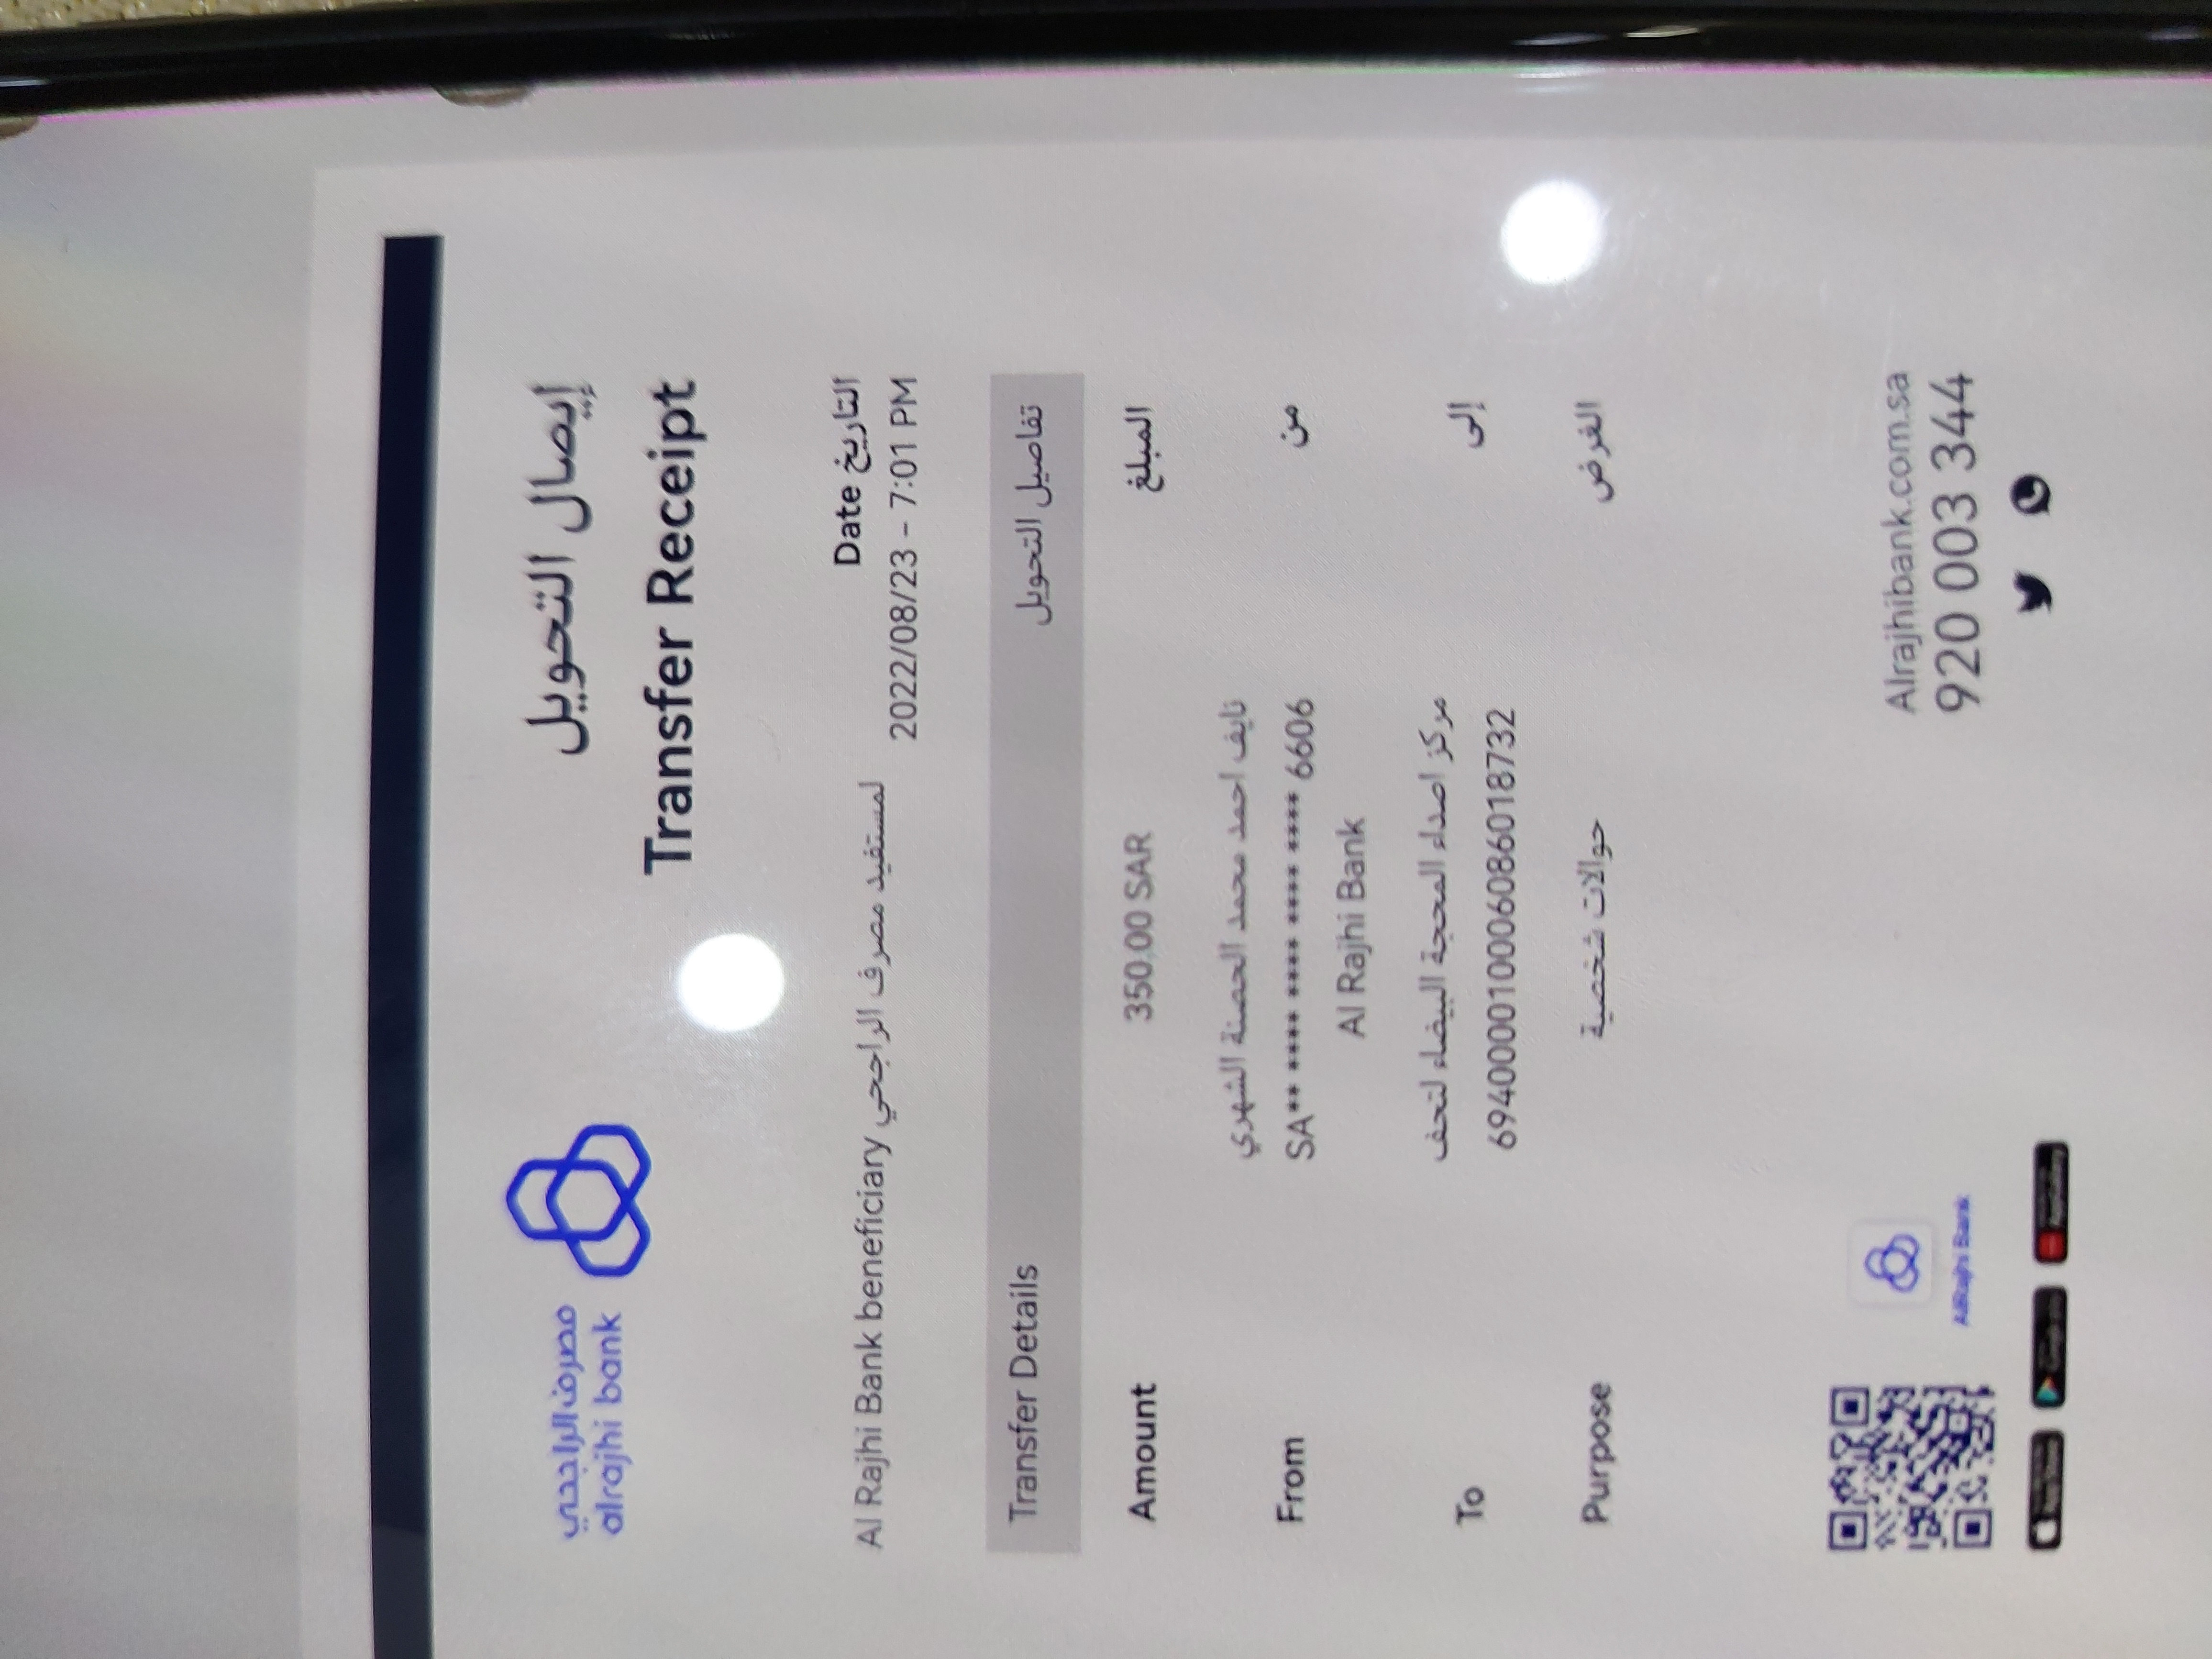 مصرف الراجحي
alrajhi bank
إيصال التحويل
Transfer Receipt
التاريخ Date
2022/08/23 - 7:01 PM
Al Rajhi Bank beneficiary لمستفيد مصرف الراجحي
Transfer Details تفاصيل التحويل
Amount 350.00 SAR المبلغ
نايف احمد محمد الحصنة الشهري
From SA** **** **** **** **** 6606 من
Al Rajhi Bank
مركز اصداء المحجة البيضاء لتحف
To إلى
694000010006086018732
Purpose حوالات شخصية الغرض
Alrajhibank.com.sa
920 003 344
AlRajhi Bank
App Store
Google Play
AppGallery